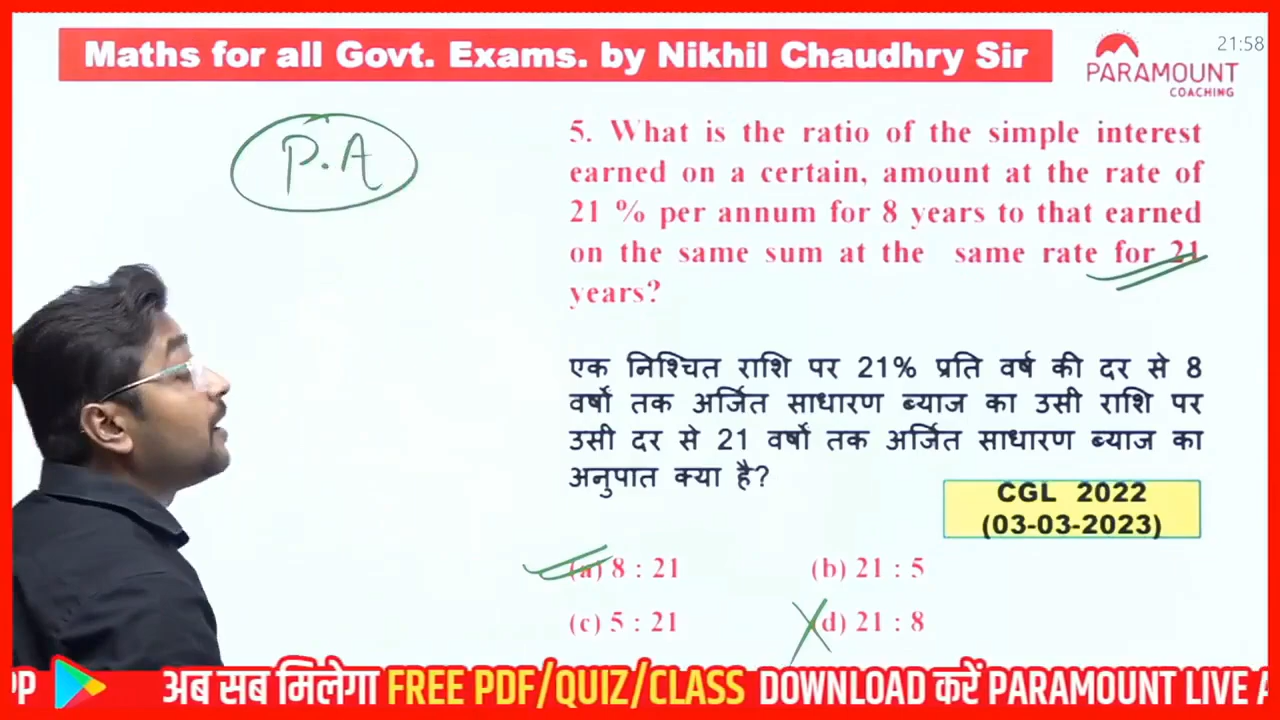 Maths for all Govt. Exams. by Nikhil Chaudhry Sir
21:58
PARAMOUNT
COACHING
P.A
5. What is the ratio of the simple interest
earned on a certain, amount at the rate of
21 % per annum for 8 years to that earned
on the same sum at the same rate for 21
years?
एक निश्चित राशि पर 21% प्रति वर्ष की दर से 8
वर्षों तक अर्जित साधारण ब्याज का उसी राशि पर
उसी दर से 21 वर्षों तक अर्जित साधारण ब्याज का
अनुपात क्या है?
CGL 2022
(03-03-2023)
(a) 8 : 21 (b) 21 : 5
(c) 5 : 21 (d) 21 : 8
अब सब मिलेगा FREE PDF/QUIZ/CLASS DOWNLOAD करें PARAMOUNT LIVE